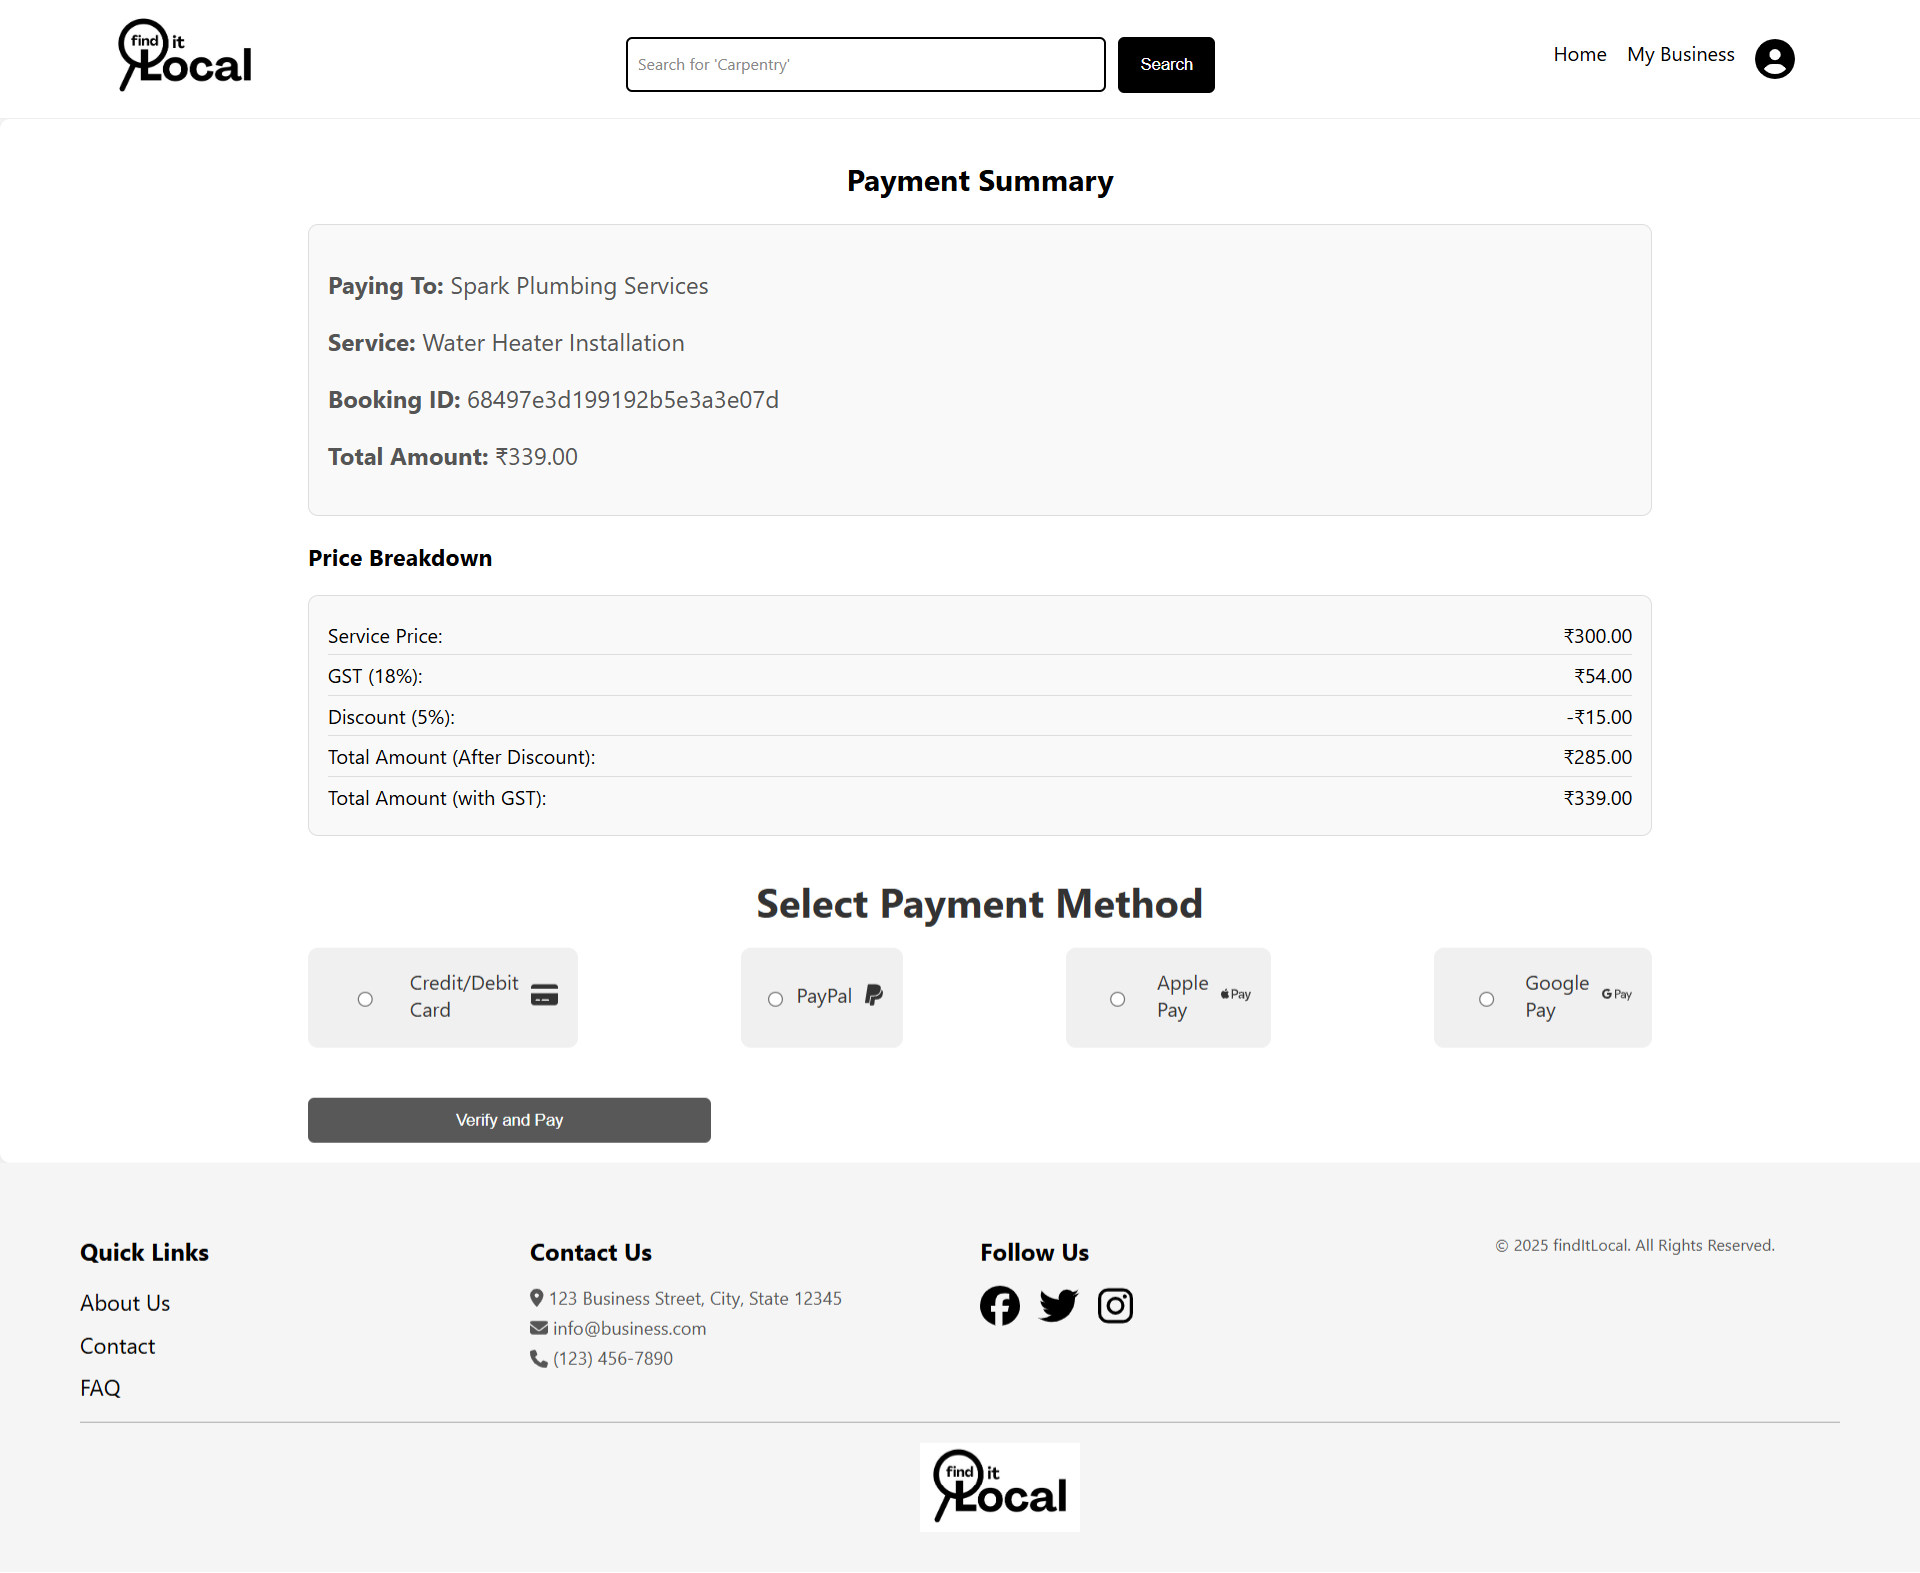 find it
Local
Search for 'Carpentry'
Search
Home
My Business
Payment Summary
Paying To: Spark Plumbing Services
Service: Water Heater Installation
Booking ID: 68497e3d199192b5e3a3e07d
Total Amount: ₹339.00
Price Breakdown
Service Price: ₹300.00
GST (18%): ₹54.00
Discount (5%): -₹15.00
Total Amount (After Discount): ₹285.00
Total Amount (with GST): ₹339.00
Select Payment Method
Credit/Debit
Card
PayPal
Apple
Pay
Pay
Google
Pay
G Pay
Verify and Pay
Quick Links
About Us
Contact
FAQ
Contact Us
123 Business Street, City, State 12345
info@business.com
(123) 456-7890
Follow Us
© 2025 findItLocal. All Rights Reserved.
find it
Local